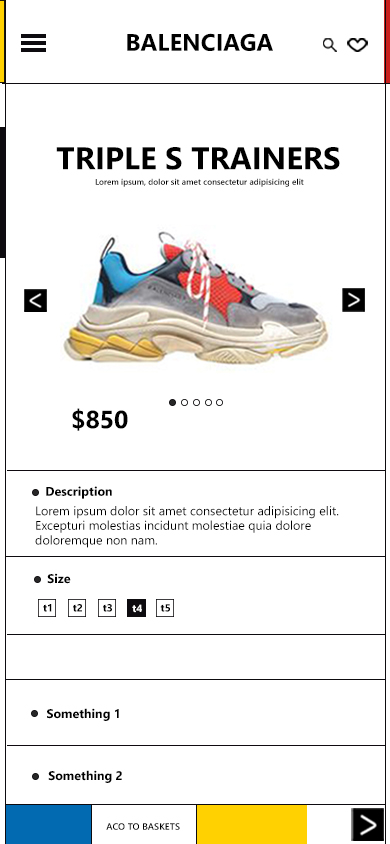 BALENCIAGA
TRIPLE S TRAINERS
Lorem ipsum, dolor sit amet consectetur adipisicing elit
<
>
$850
Description
Lorem ipsum dolor sit amet consectetur adipisicing elit.
Excepturi molestias incidunt molestiae quia dolore
doloremque non nam.
Size
t1 t2 t3 t4 t5
Something 1
Something 2
ACO TO BASKETS
>